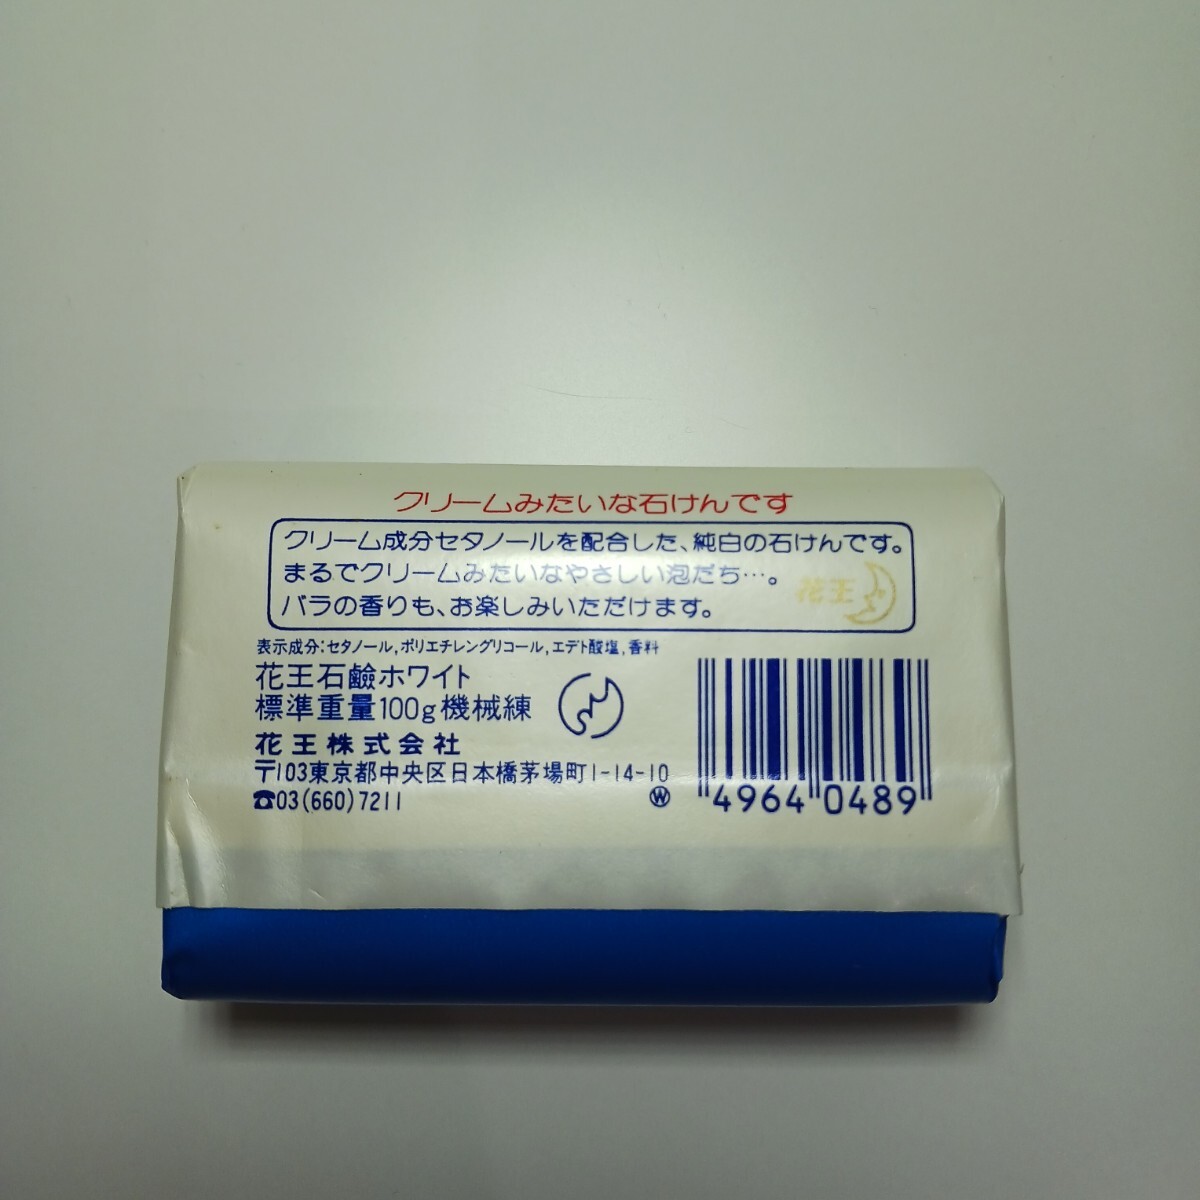 クリームみたいな石けんです
クリーム成分セタノールを配合した、純白の石けんです。
まるでクリームみたいなやさしい泡だち…。
バラの香りも、お楽しみいただけます。
花王
表示成分:セタノール,ポリエチレングリコール,エデト酸塩,香料
花王石鹸ホワイト
標準重量100g機械練
花王株式会社
〒103東京都中央区日本橋茅場町1-14-10
☎03(660)7211
Ⓦ
4964 0489